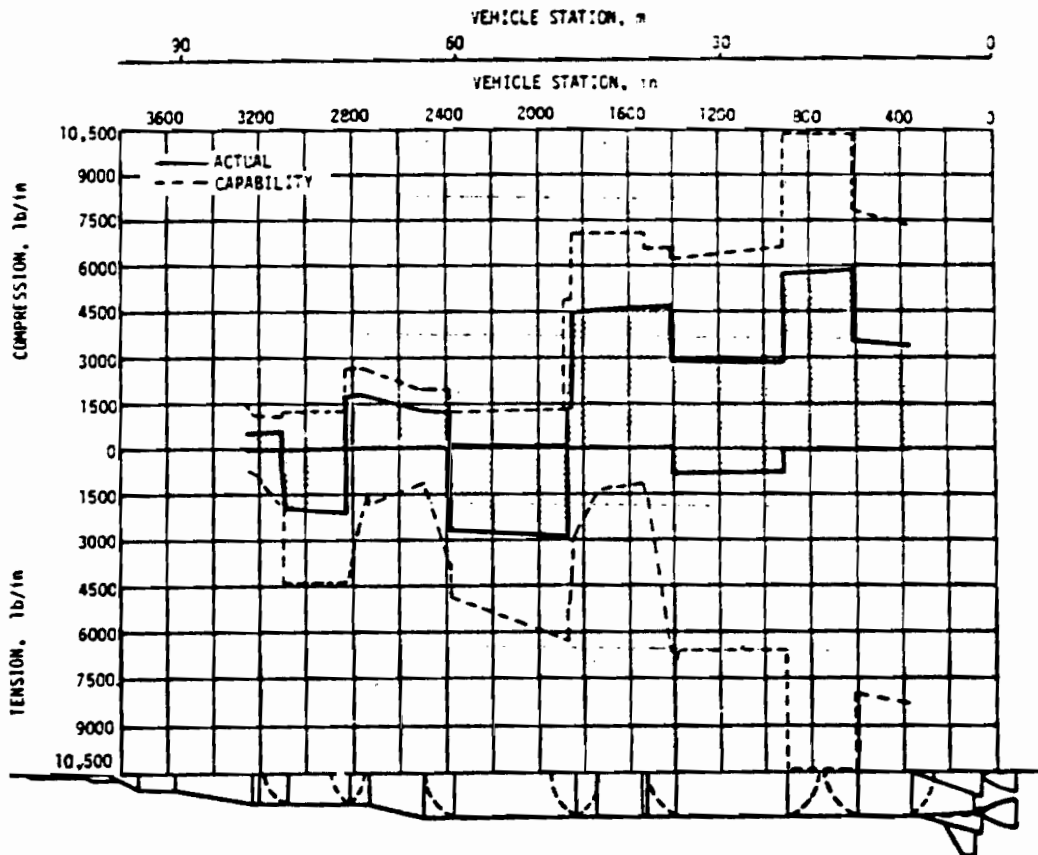 VEHICLE STATION, m
90 60 30 0
VEHICLE STATION, in
3600 3200 2800 2400 2000 1600 1200 800 400 0
10,500
9000
7500
6000
4500
3000
1500
0
1500
3000
4500
6000
7500
9000
10,500
ACTUAL
CAPABILITY
COMPRESSION, lb/in
TENSION, lb/in